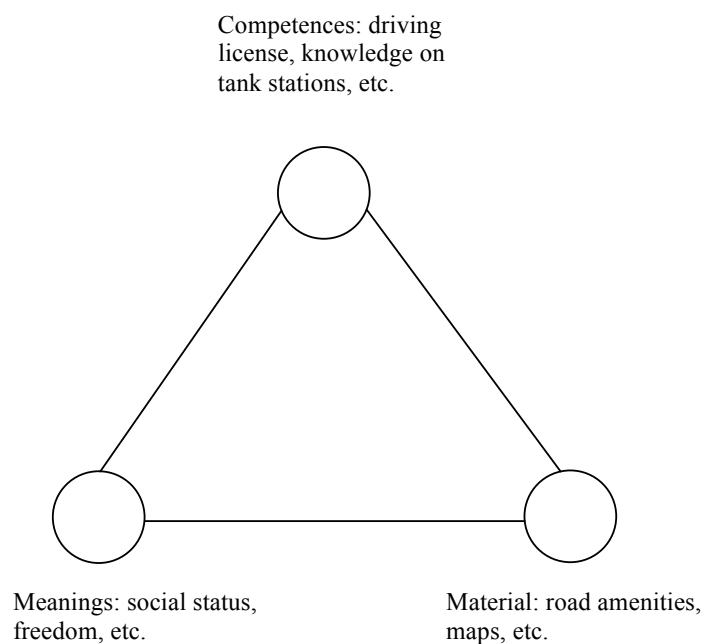 Competences: driving
license, knowledge on
tank stations, etc.
Meanings: social status,
freedom, etc.
Material: road amenities,
maps, etc.